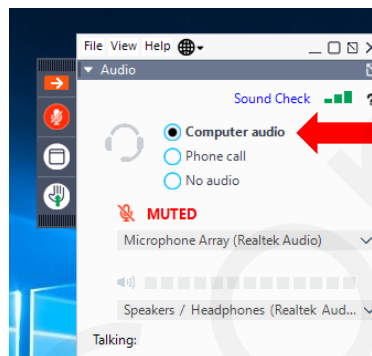 File View Help
Audio
Sound Check ?
Computer audio
Phone call
No audio
MUTED
Microphone Array (Realtek Audio)
Speakers / Headphones (Realtek Aud...
Talking: